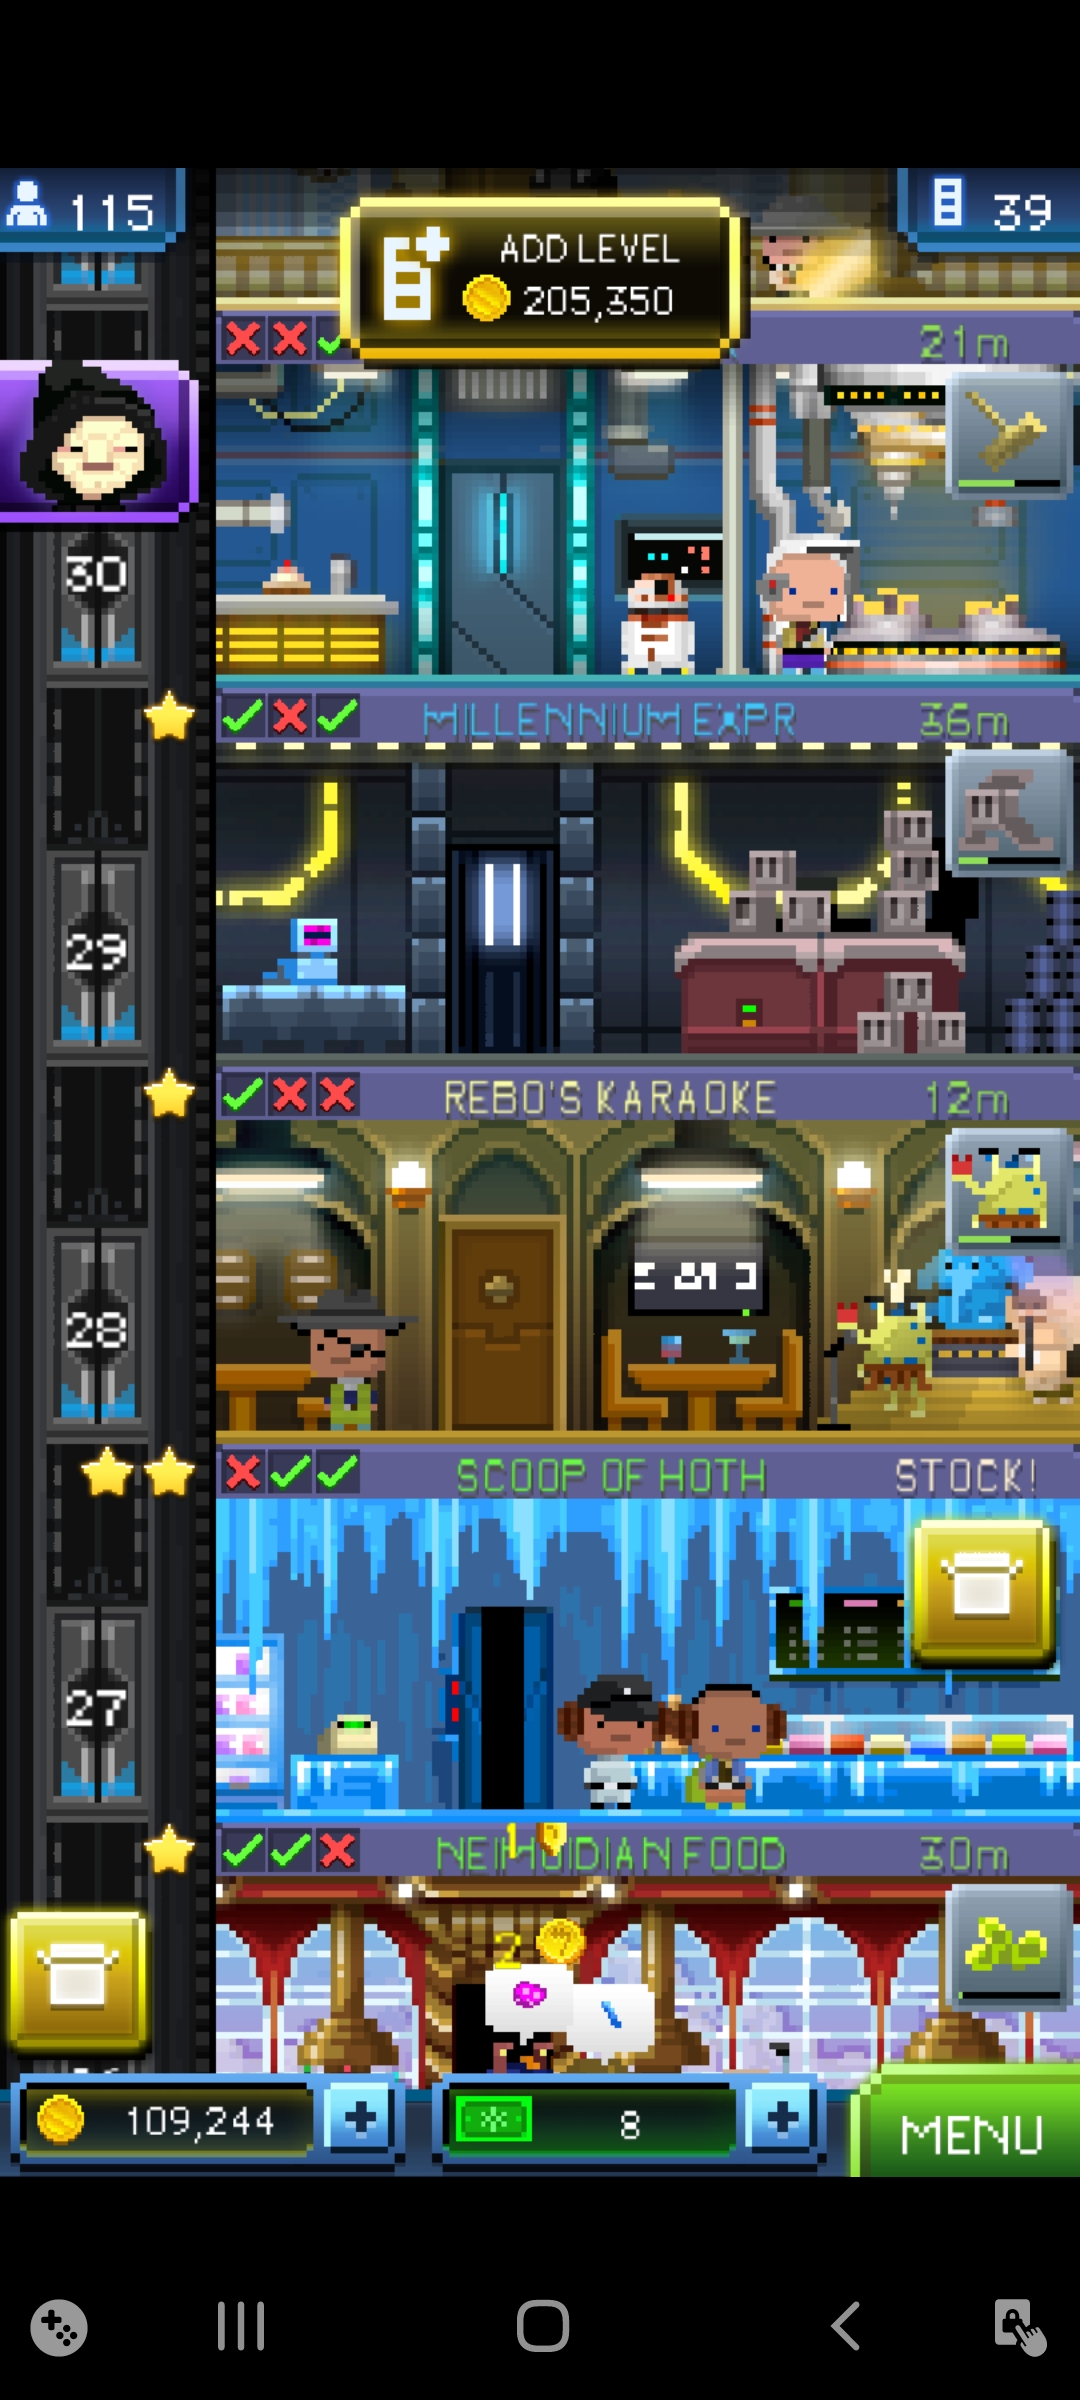 115
ADD LEVEL
205,350
39
21m
30
MILLENNIUM EXPR
36m
29
REBO'S KARAOKE
12m
28
SCOOP OF HOTH
STOCK!
27
1
NEIMOIDIAN FOOD
30m
2
109,244
8
MENU